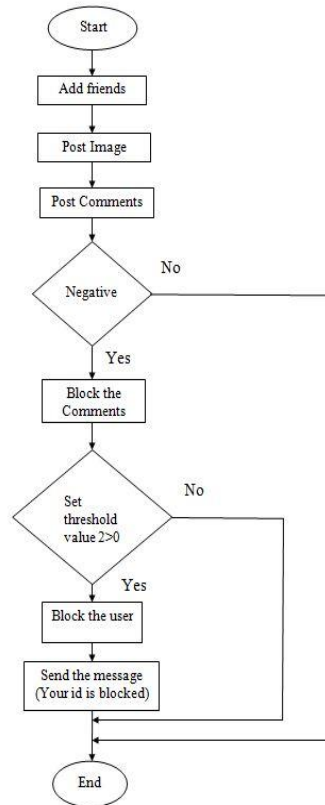 Start
Add friends
Post Image
Post Comments
Negative
No
Yes
Block the
Comments
Set
threshold
value 2>0
No
Yes
Block the user
Send the message
(Your id is blocked)
End